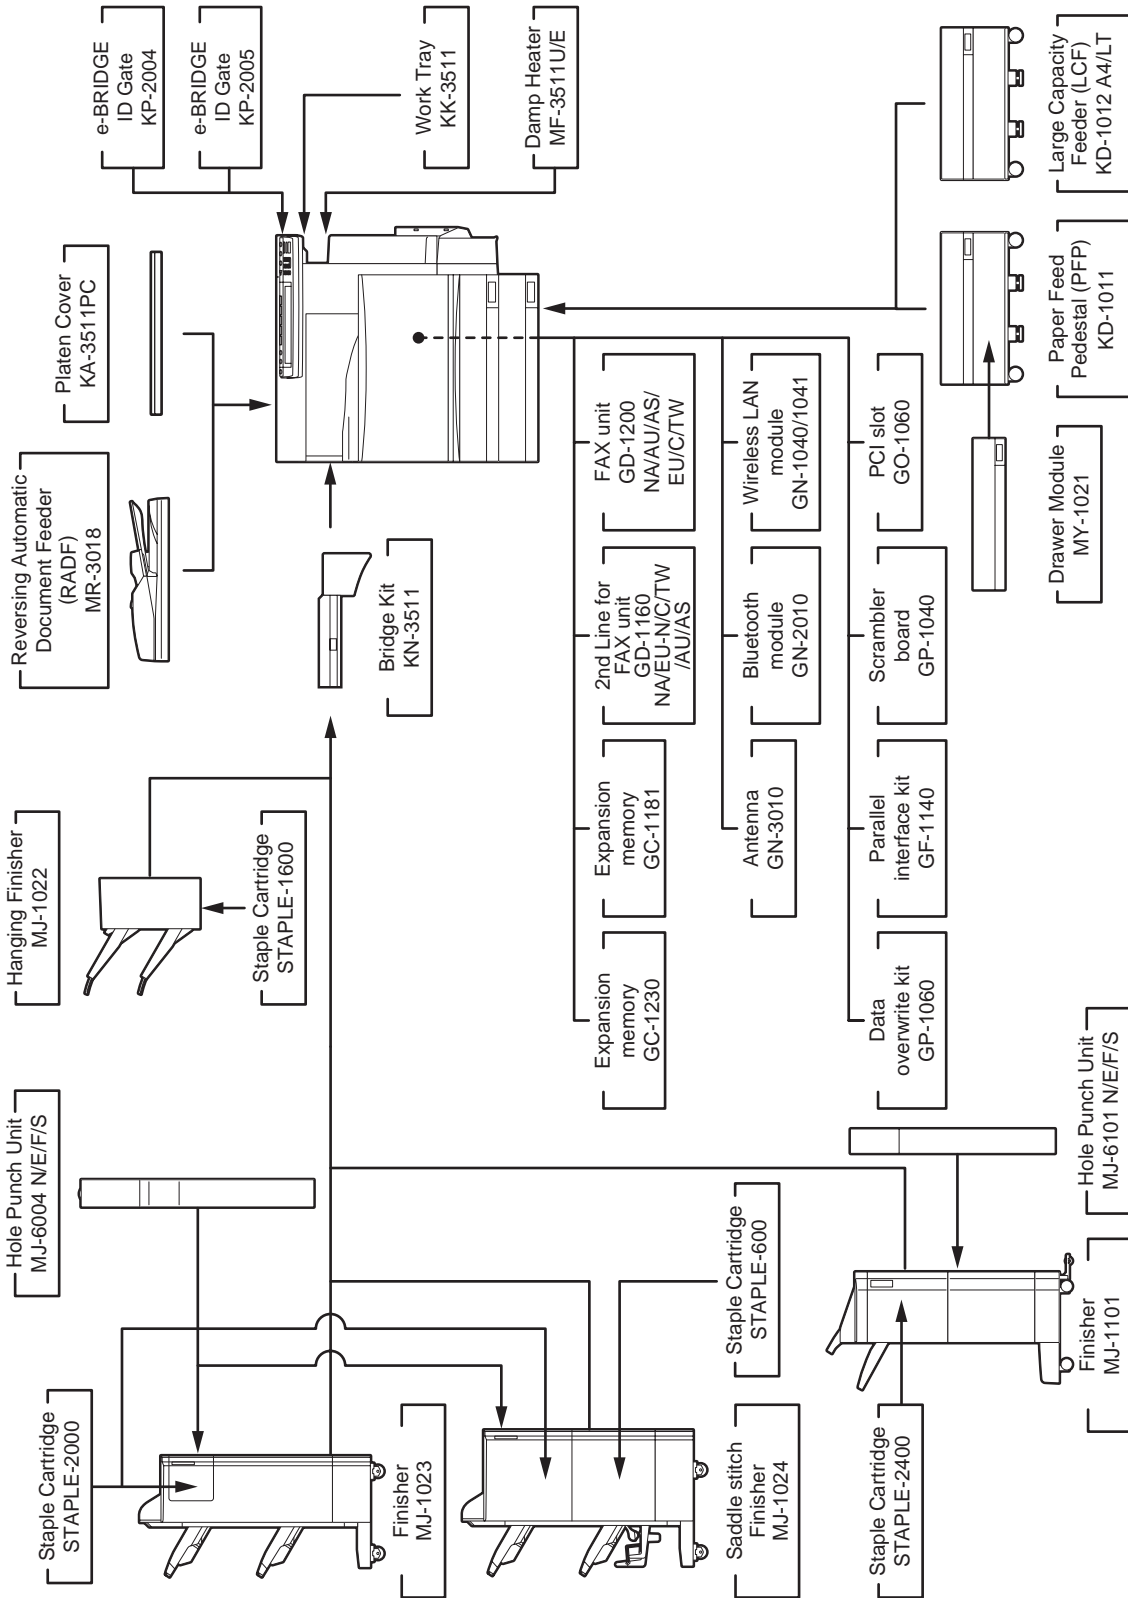 Staple Cartridge
STAPLE-2000
Hole Punch Unit
MJ-6004 N/E/F/S
Hanging Finisher
MJ-1022
Reversing Automatic
Document Feeder
(RADF)
MR-3018
Platen Cover
KA-3511PC
e-BRIDGE
ID Gate
KP-2004
e-BRIDGE
ID Gate
KP-2005
Work Tray
KK-3511
Damp Heater
MF-3511U/E
Staple Cartridge
STAPLE-1600
Bridge Kit
KN-3511
Finisher
MJ-1023
Saddle stitch
Finisher
MJ-1024
Staple Cartridge
STAPLE-600
Staple Cartridge
STAPLE-2400
Finisher
MJ-1101
Hole Punch Unit
MJ-6101 N/E/F/S
Expansion
memory
GC-1230
Expansion
memory
GC-1181
2nd Line for
FAX unit
GD-1160
NA/EU-N/C/TW
/AU/AS
FAX unit
GD-1200
NA/AU/AS/
EU/C/TW
Antenna
GN-3010
Bluetooth
module
GN-2010
Wireless LAN
module
GN-1040/1041
Data
overwrite kit
GP-1060
Parallel
interface kit
GF-1140
Scrambler
board
GP-1040
PCI slot
GO-1060
Drawer Module
MY-1021
Paper Feed
Pedestal (PFP)
KD-1011
Large Capacity
Feeder (LCF)
KD-1012 A4/LT